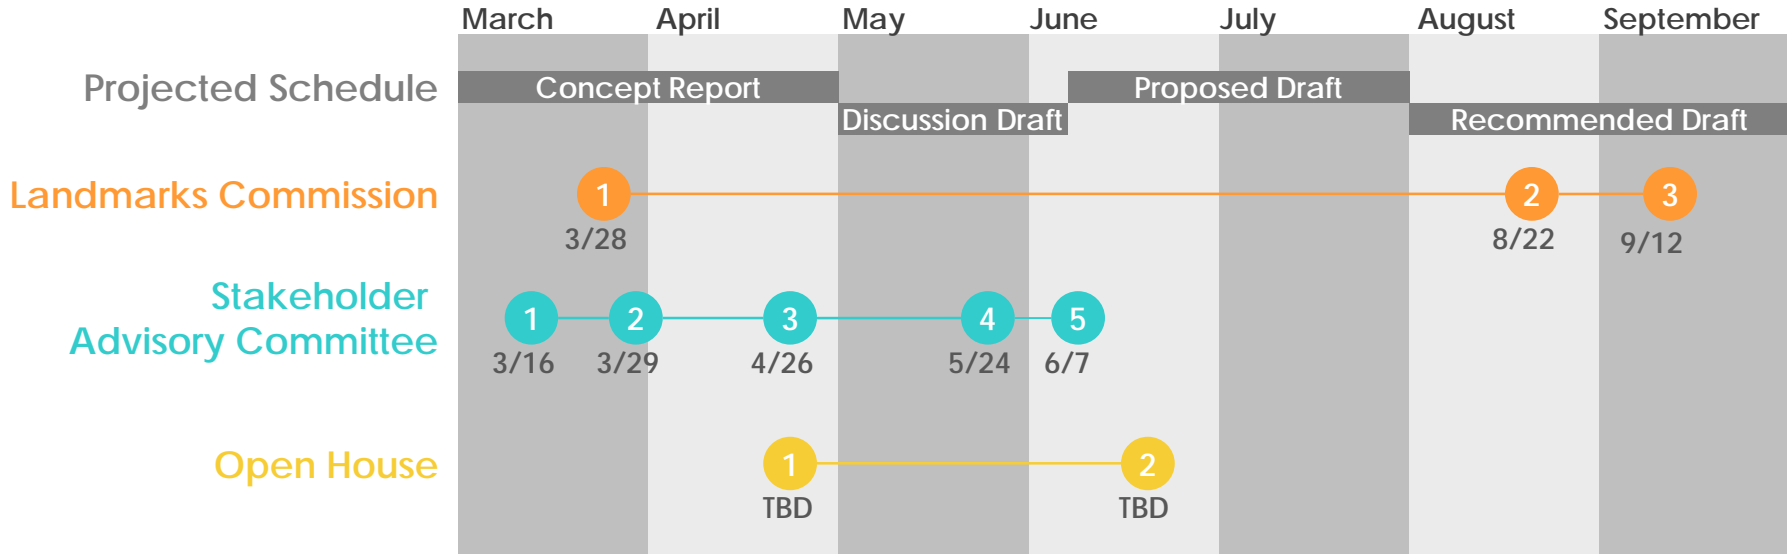 March April May June July August September
Projected Schedule Concept Report Proposed Draft
Discussion Draft Recommended Draft
Landmarks Commission 1 2 3
3/28 8/22 9/12
Stakeholder
Advisory Committee
1 2 3 4 5
3/16 3/29 4/26 5/24 6/7
Open House 1 2
TBD TBD